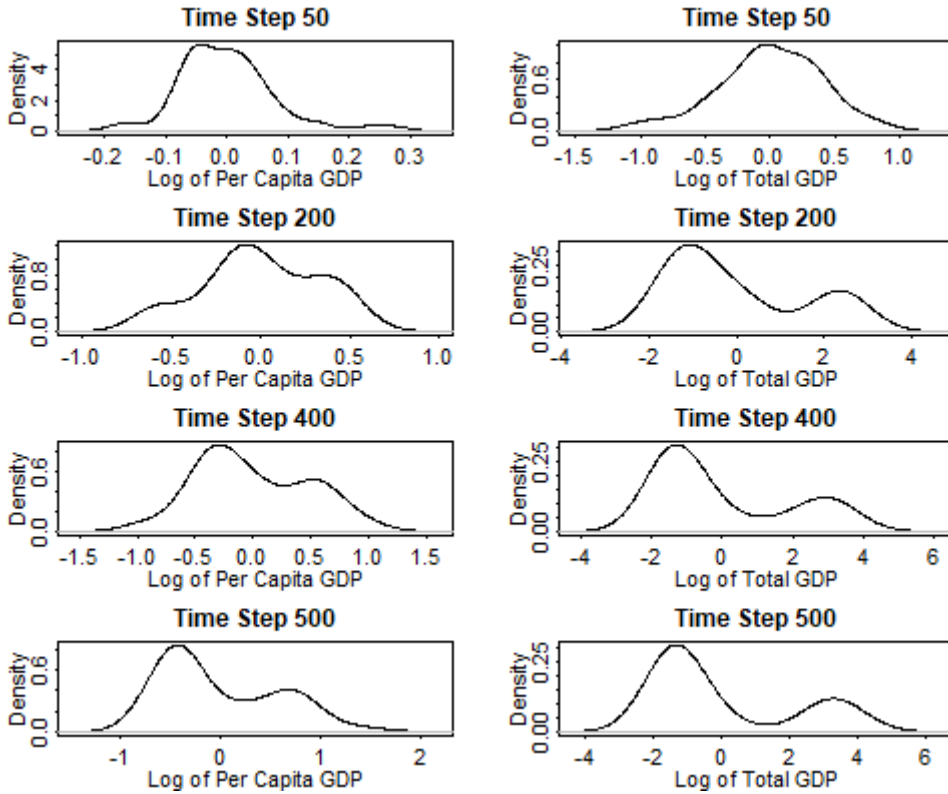 Time Step 50
Density
0 2 4
-0.2 -0.1 0.0 0.1 0.2 0.3
Log of Per Capita GDP
Time Step 50
Density
0.0 0.6
-1.5 -1.0 -0.5 0.0 0.5 1.0
Log of Total GDP
Time Step 200
Density
0.0 0.8
-1.0 -0.5 0.0 0.5 1.0
Log of Per Capita GDP
Time Step 200
Density
0.00 0.25
-4 -2 0 2 4
Log of Total GDP
Time Step 400
Density
0.0 0.6
-1.5 -1.0 -0.5 0.0 0.5 1.0 1.5
Log of Per Capita GDP
Time Step 400
Density
0.00 0.25
-4 -2 0 2 4 6
Log of Total GDP
Time Step 500
Density
0.0 0.6
-1 0 1 2
Log of Per Capita GDP
Time Step 500
Density
0.00 0.25
-4 -2 0 2 4 6
Log of Total GDP